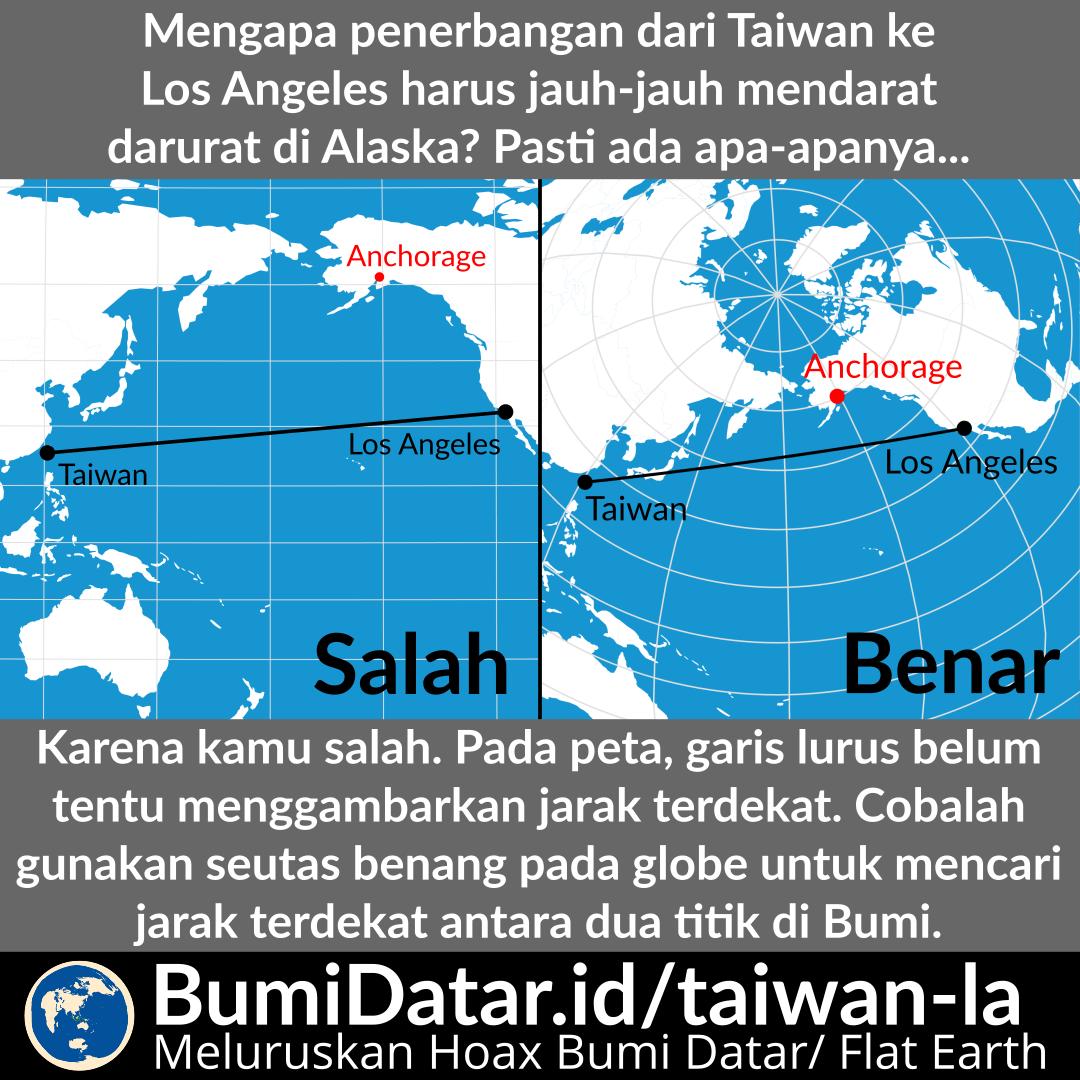 Mengapa penerbangan dari Taiwan ke
Los Angeles harus jauh-jauh mendarat
darurat di Alaska? Pasti ada apa-apanya...
Anchorage
Los Angeles
Taiwan
Salah
Anchorage
Los Angeles
Taiwan
Benar
Karena kamu salah. Pada peta, garis lurus belum
tentu menggambarkan jarak terdekat. Cobalah
gunakan seutas benang pada globe untuk mencari
jarak terdekat antara dua titik di Bumi.
BumiDatar.id/taiwan-la
Meluruskan Hoax Bumi Datar/ Flat Earth